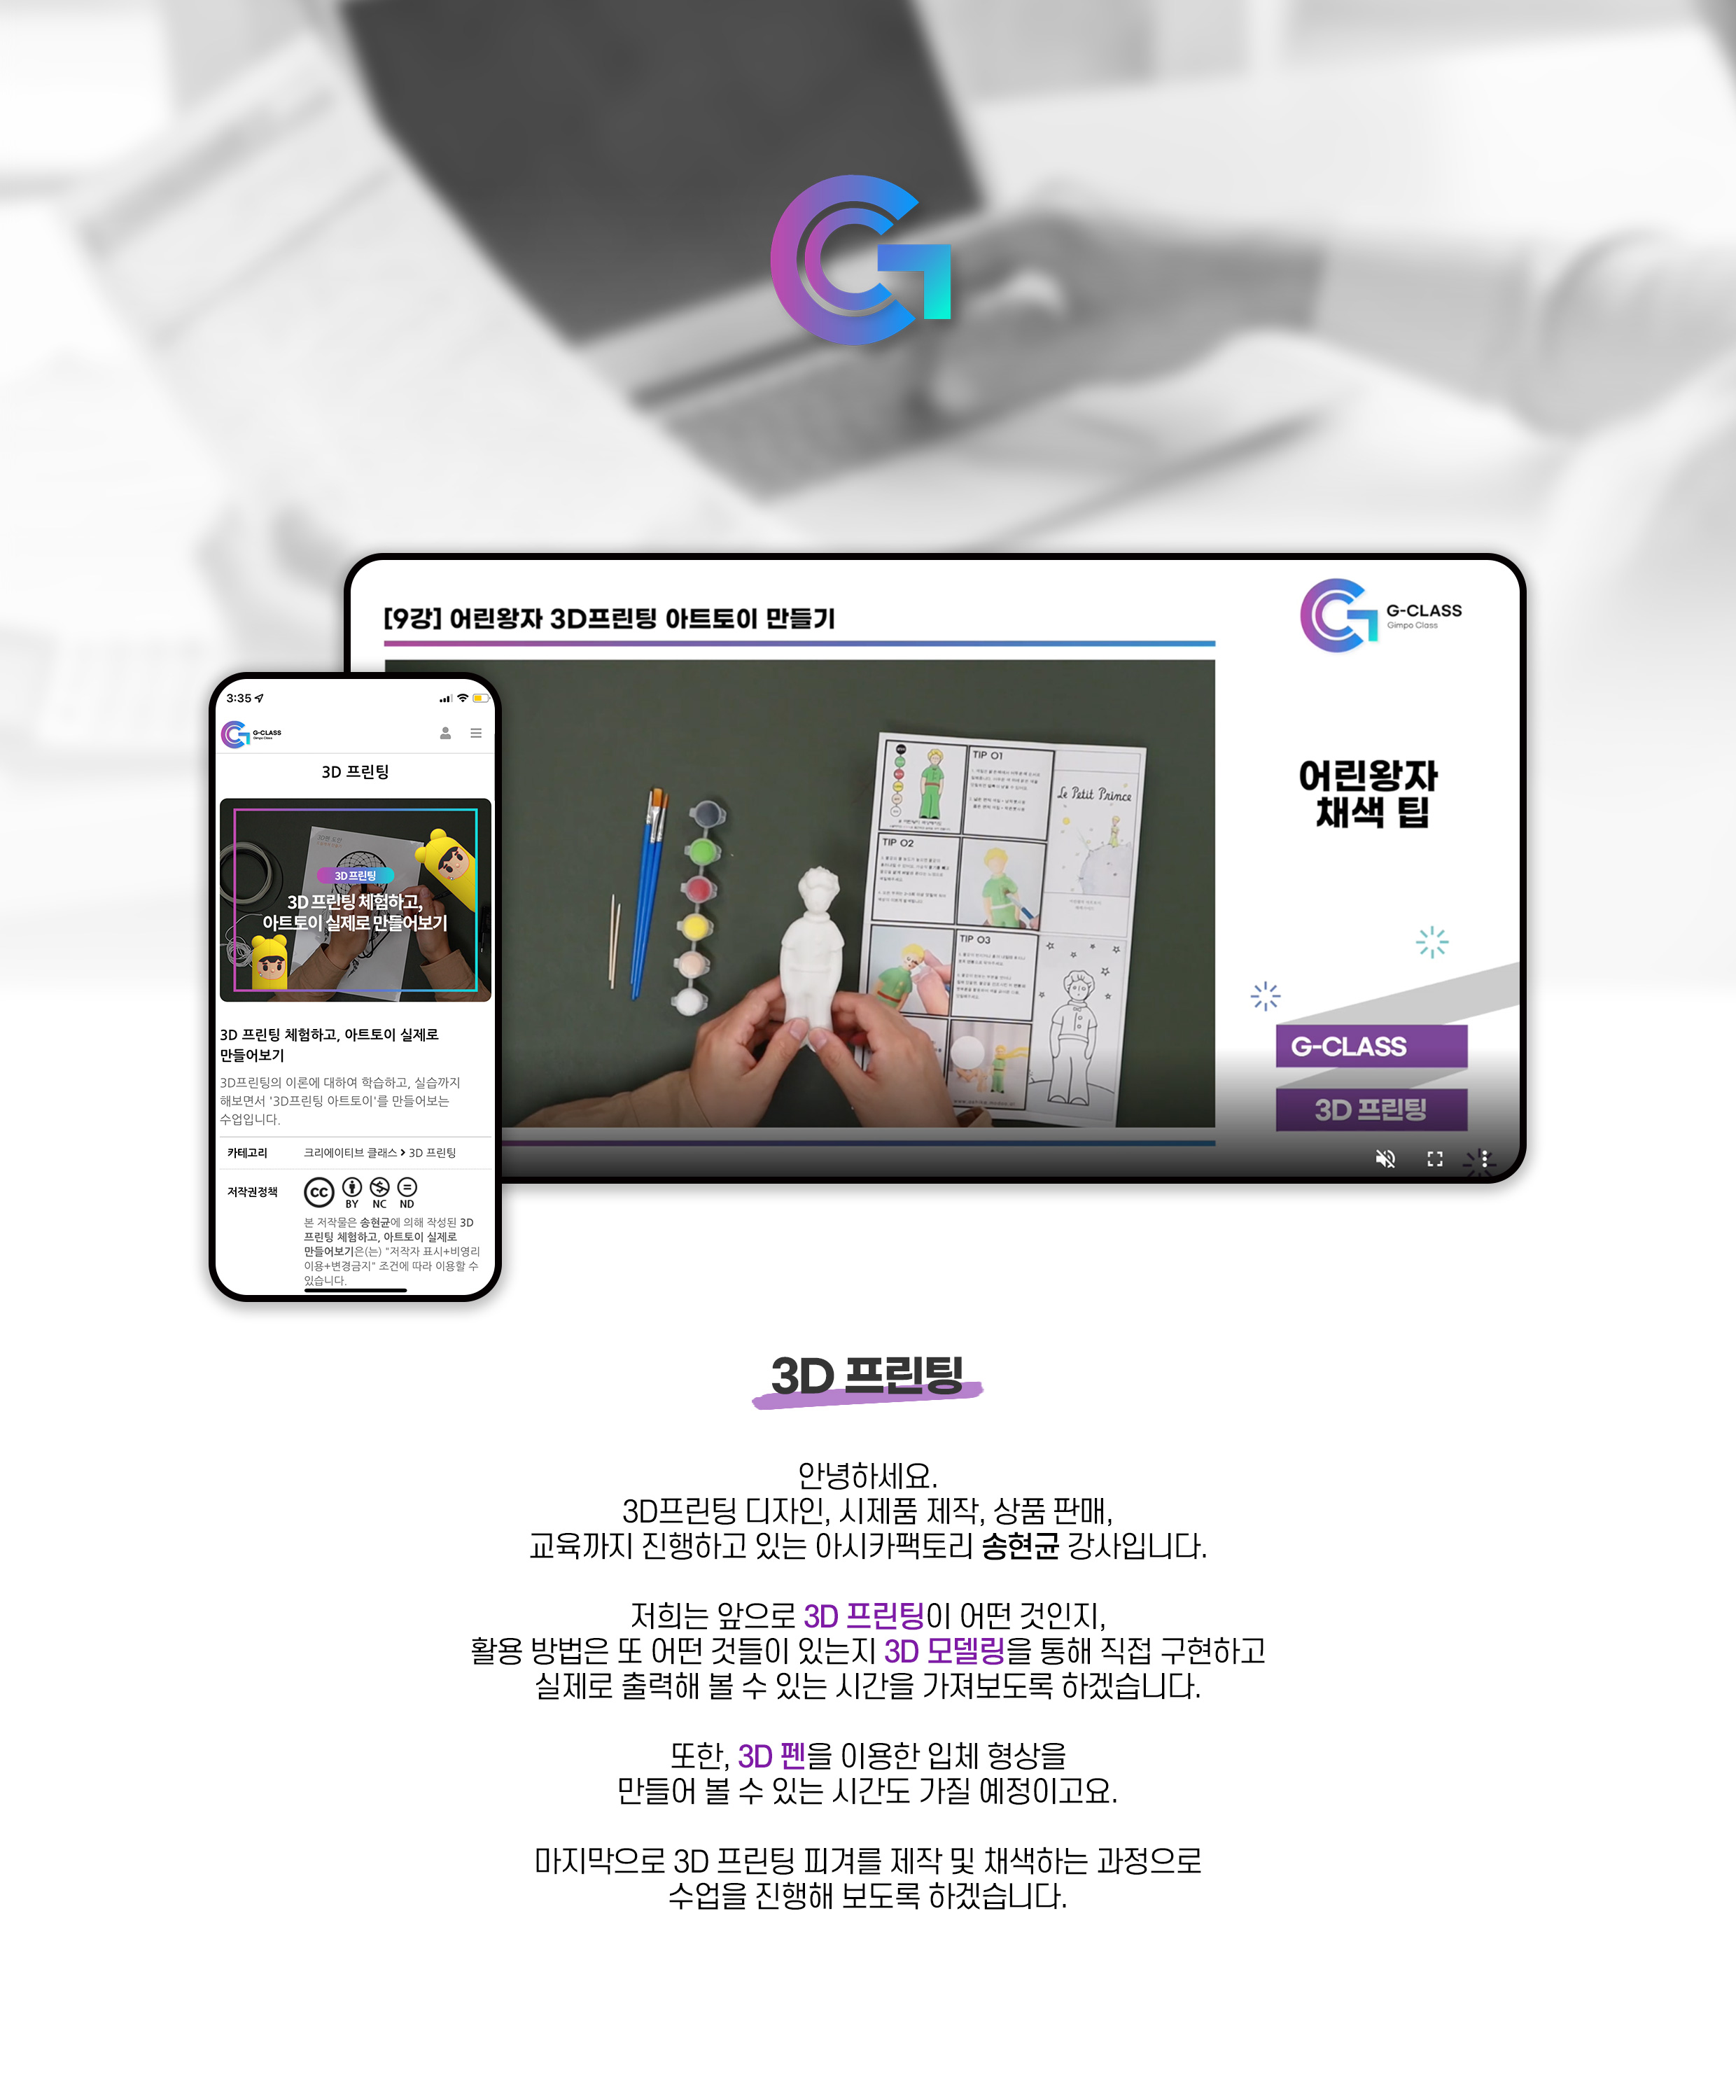 [9강] 어린왕자 3D프린팅 아트토이 만들기
G-CLASS
Gimpo Class
TIP 01
Le Petit Prince
TIP 02
TIP 03
어린왕자
채색 팁
G-CLASS
3D 프린팅
3:35
G-CLASS
Gimpo Class
3D 프린팅
3D 프린팅
3D 프린팅 체험하고,
아트토이 실제로 만들어보기
3D 프린팅 체험하고, 아트토이 실제로
만들어보기
3D프린팅의 이론에 대하여 학습하고, 실습까지
해보면서 '3D프린팅 아트토이'를 만들어보는
수업입니다.
카테고리 크리에이티브 클래스 > 3D 프린팅
저작권정책 cc BY NC ND
본 저작물은 송현균에 의해 작성된 3D
프린팅 체험하고, 아트토이 실제로
만들어보기은(는) "저작자 표시+비영리
이용+변경금지" 조건에 따라 이용할 수
있습니다.
3D 프린팅
안녕하세요.
3D프린팅 디자인, 시제품 제작, 상품 판매,
교육까지 진행하고 있는 아시카팩토리 송현균 강사입니다.
저희는 앞으로 3D 프린팅이 어떤 것인지,
활용 방법은 또 어떤 것들이 있는지 3D 모델링을 통해 직접 구현하고
실제로 출력해 볼 수 있는 시간을 가져보도록 하겠습니다.
또한, 3D 펜을 이용한 입체 형상을
만들어 볼 수 있는 시간도 가질 예정이고요.
마지막으로 3D 프린팅 피겨를 제작 및 채색하는 과정으로
수업을 진행해 보도록 하겠습니다.